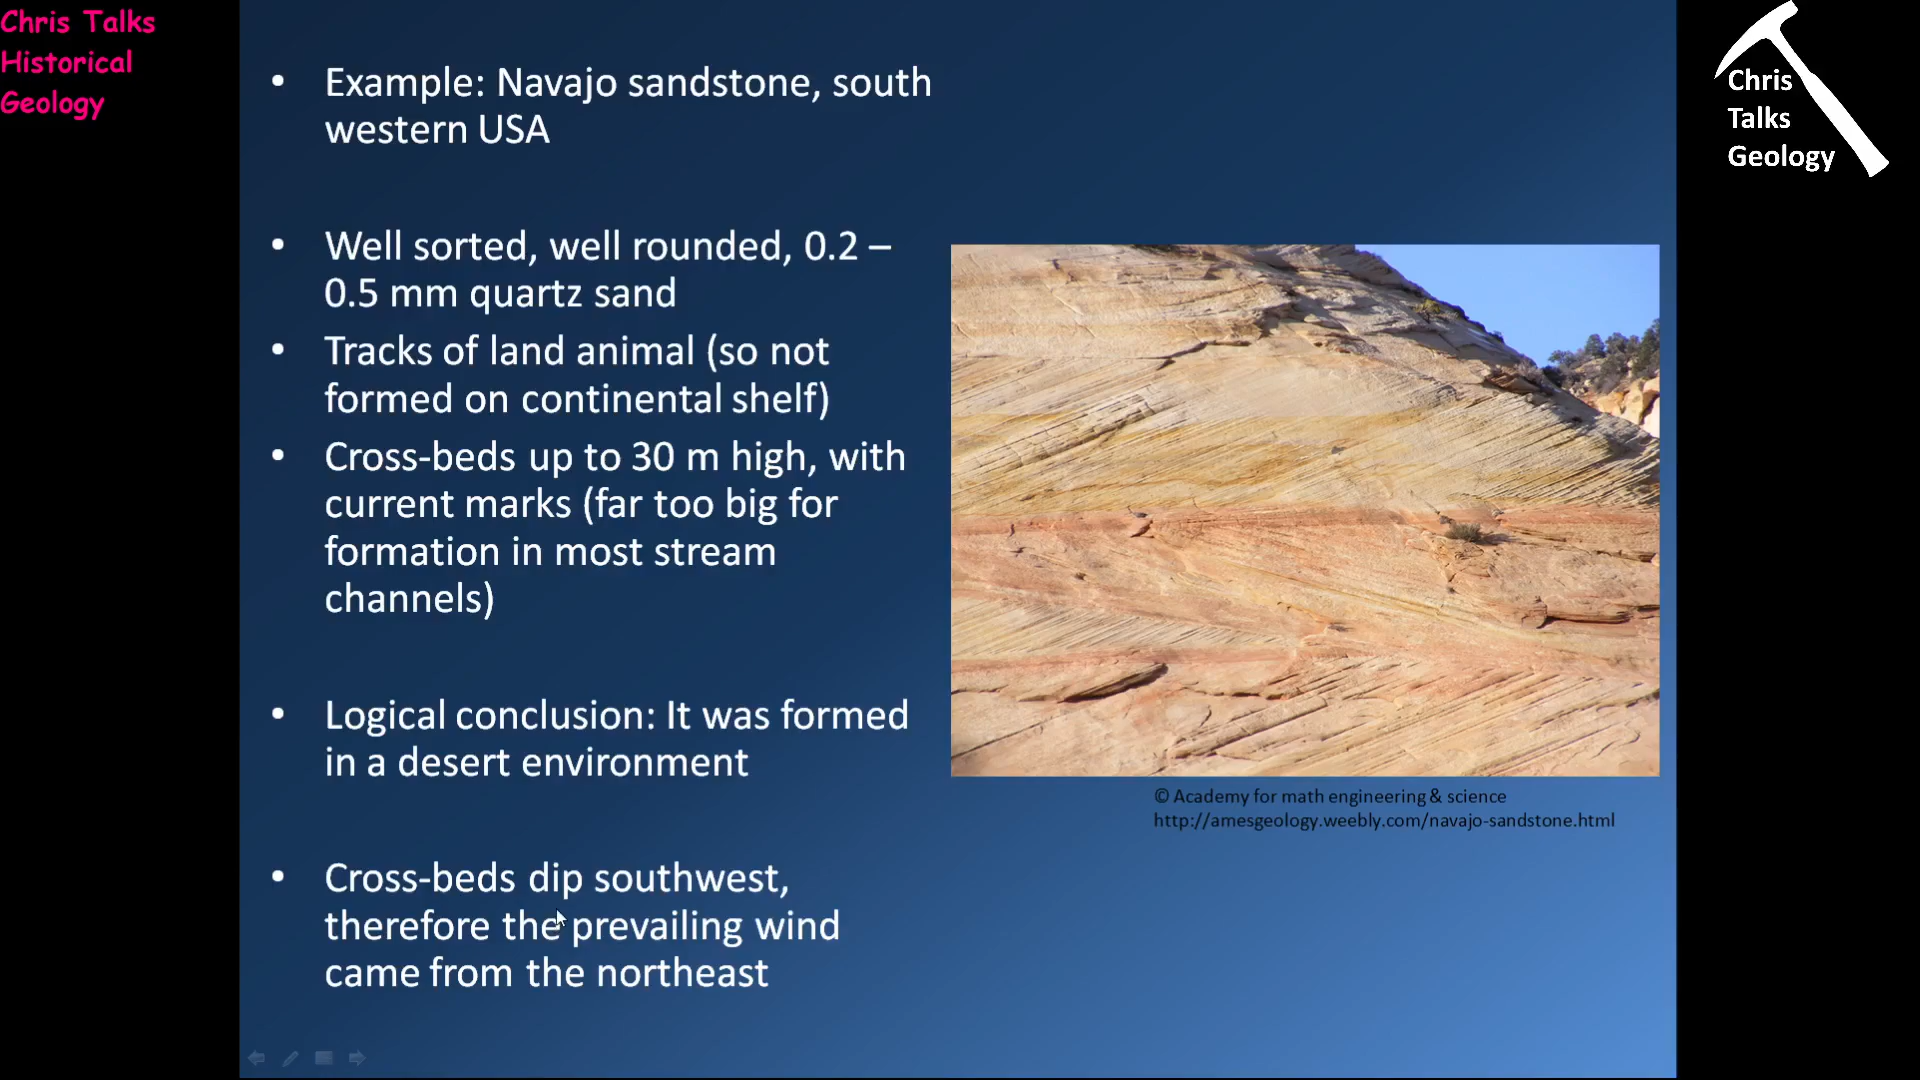 Chris Talks
Historical
Geology
Chris
Talks
Geology
• Example: Navajo sandstone, south
western USA
• Well sorted, well rounded, 0.2 –
0.5 mm quartz sand
• Tracks of land animal (so not
formed on continental shelf)
• Cross-beds up to 30 m high, with
current marks (far too big for
formation in most stream
channels)
• Logical conclusion: It was formed
in a desert environment
• Cross-beds dip southwest,
therefore the prevailing wind
came from the northeast
© Academy for math engineering & science
http://amesgeology.weebly.com/navajo-sandstone.html